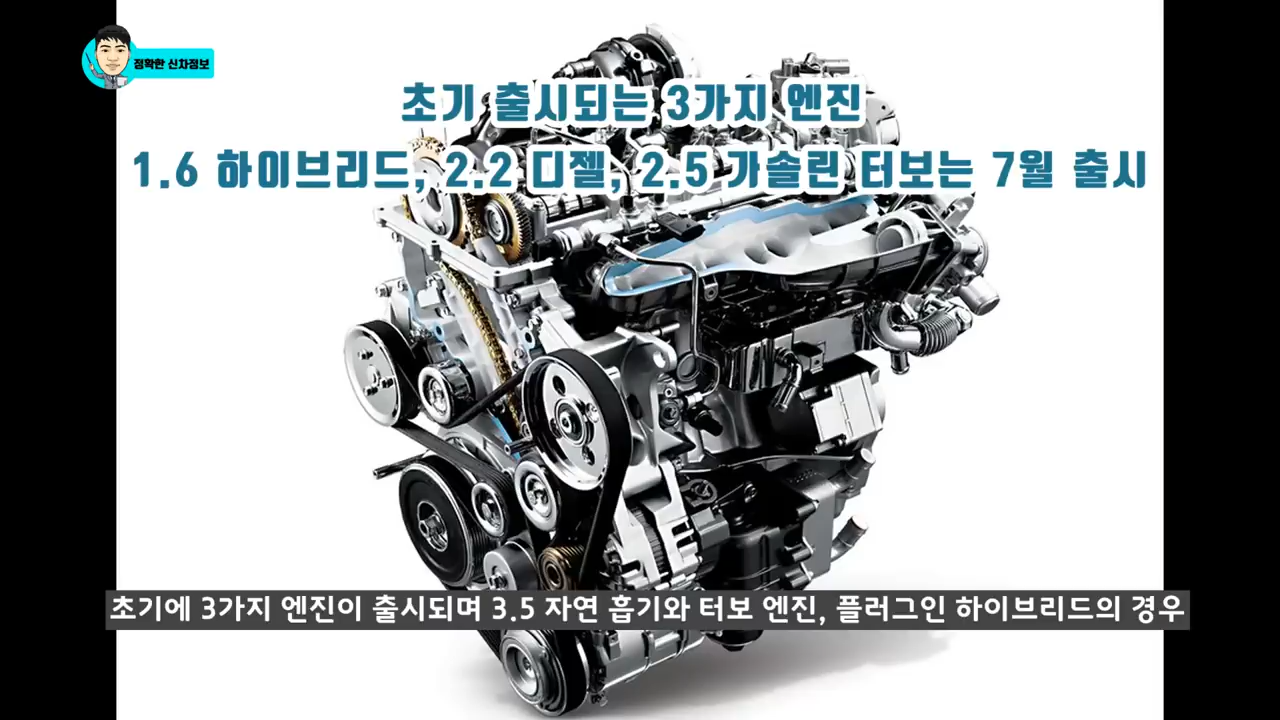 정확한 신차정보
초기 출시되는 3가지 엔진
1.6 하이브리드, 2.2 디젤, 2.5 가솔린 터보는 7월 출시
초기에 3가지 엔진이 출시되며 3.5 자연 흡기와 터보 엔진, 플러그인 하이브리드의 경우